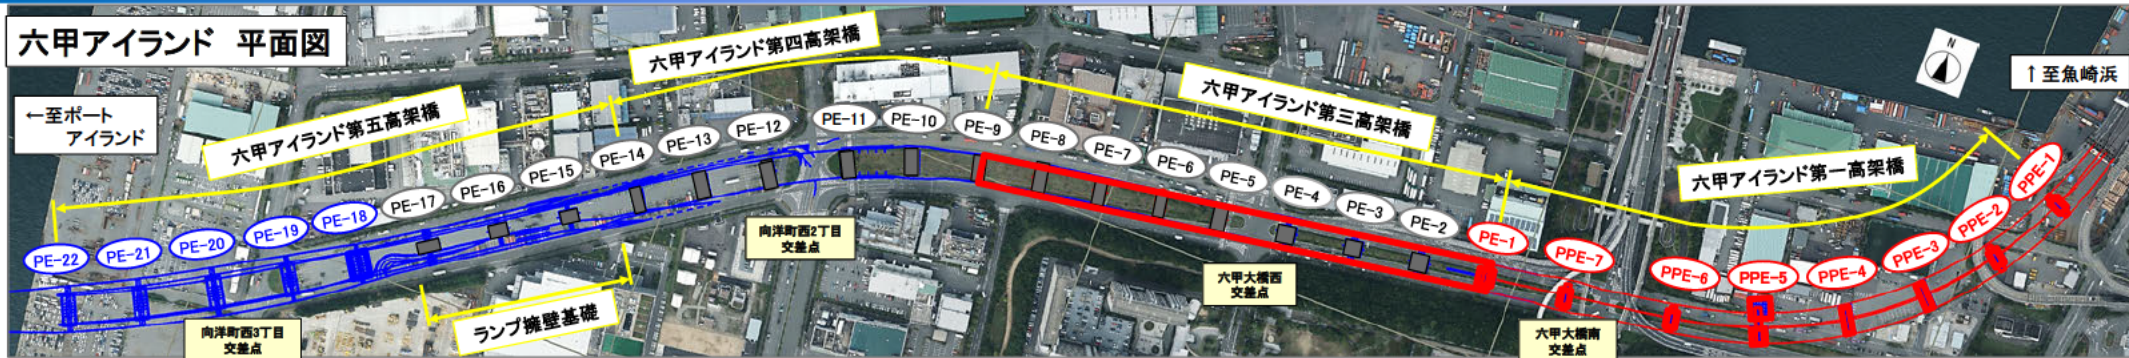 六甲アイランド 平面図
←至ポート
アイランド
六甲アイランド第五高架橋
六甲アイランド第四高架橋
六甲アイランド第三高架橋
六甲アイランド第一高架橋
N
↑至魚崎浜
PE-22
PE-21
PE-20
PE-19
PE-18
PE-17
PE-16
PE-15
PE-14
PE-13
PE-12
PE-11
PE-10
PE-9
PE-8
PE-7
PE-6
PE-5
PE-4
PE-3
PE-2
PE-1
PPE-7
PPE-6
PPE-5
PPE-4
PPE-3
PPE-2
PPE-1
向洋町西3丁目
交差点
ランプ擁壁基礎
向洋町西2丁目
交差点
六甲大橋西
交差点
六甲大橋南
交差点